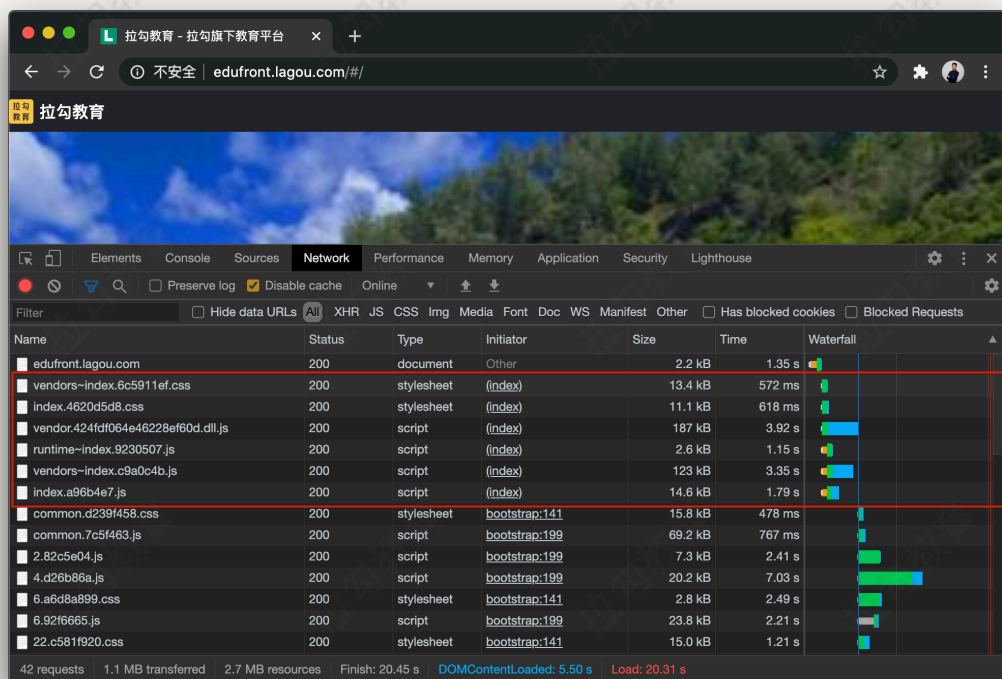 拉勾教育 - 拉勾旗下教育平台
不安全 edufront.lagou.com/#/
拉勾教育 拉勾教育
Elements Console Sources Network Performance Memory Application Security Lighthouse
Preserve log Disable cache Online
Filter Hide data URLs All XHR JS CSS Img Media Font Doc WS Manifest Other Has blocked cookies Blocked Requests
Name Status Type Initiator Size Time Waterfall
edufront.lagou.com 200 document Other 2.2 kB 1.35 s
vendors~index.6c5911ef.css 200 stylesheet (index) 13.4 kB 572 ms
index.4620d5d8.css 200 stylesheet (index) 11.1 kB 618 ms
vendor.424fdf064e46228ef60d.dll.js 200 script (index) 187 kB 3.92 s
runtime~index.9230507.js 200 script (index) 2.6 kB 1.15 s
vendors~index.c9a0c4b.js 200 script (index) 123 kB 3.35 s
index.a96b4e7.js 200 script (index) 14.6 kB 1.79 s
common.d239f458.css 200 stylesheet bootstrap:141 15.8 kB 478 ms
common.7c5f463.js 200 script bootstrap:199 69.2 kB 767 ms
2.82c5e04.js 200 script bootstrap:199 7.3 kB 2.41 s
4.d26b86a.js 200 script bootstrap:199 20.2 kB 7.03 s
6.a6d8a899.css 200 stylesheet bootstrap:141 2.8 kB 2.49 s
6.92f6665.js 200 script bootstrap:199 23.8 kB 2.21 s
22.c581f920.css 200 stylesheet bootstrap:141 15.0 kB 1.21 s
42 requests 1.1 MB transferred 2.7 MB resources Finish: 20.45 s DOMContentLoaded: 5.50 s Load: 20.31 s